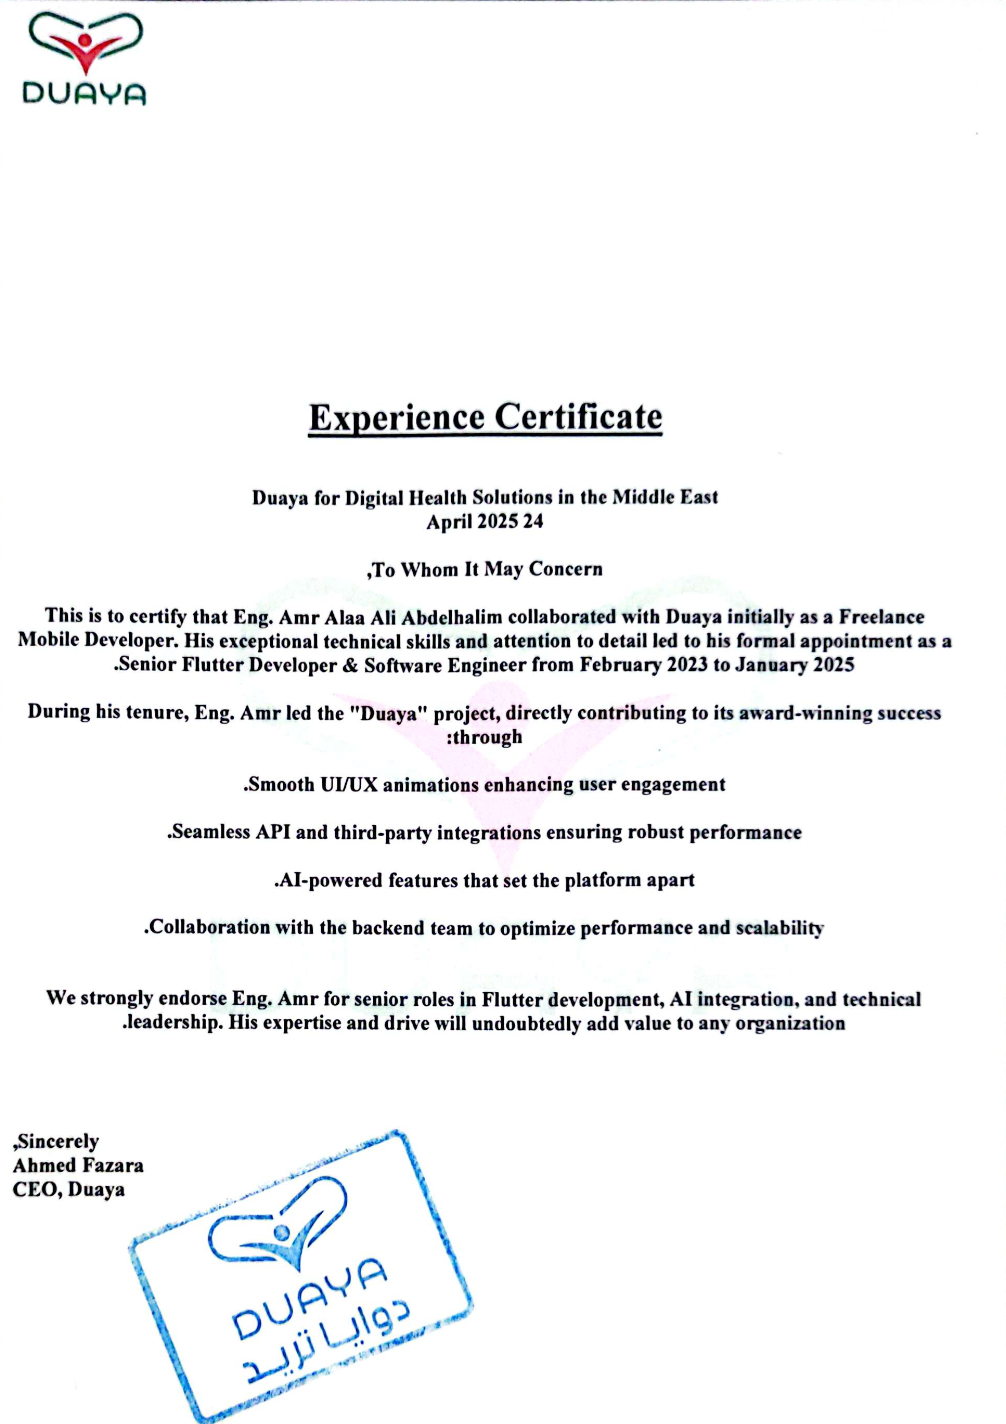 DUAYA
Experience Certificate
Duaya for Digital Health Solutions in the Middle East
April 2025 24
,To Whom It May Concern
This is to certify that Eng. Amr Alaa Ali Abdelhalim collaborated with Duaya initially as a Freelance
Mobile Developer. His exceptional technical skills and attention to detail led to his formal appointment as a
.Senior Flutter Developer & Software Engineer from February 2023 to January 2025
During his tenure, Eng. Amr led the "Duaya" project, directly contributing to its award-winning success
:through
.Smooth UI/UX animations enhancing user engagement
.Seamless API and third-party integrations ensuring robust performance
.AI-powered features that set the platform apart
.Collaboration with the backend team to optimize performance and scalability
We strongly endorse Eng. Amr for senior roles in Flutter development, AI integration, and technical
.leadership. His expertise and drive will undoubtedly add value to any organization
,Sincerely
Ahmed Fazara
CEO, Duaya
DUAYA
دوايا تريد